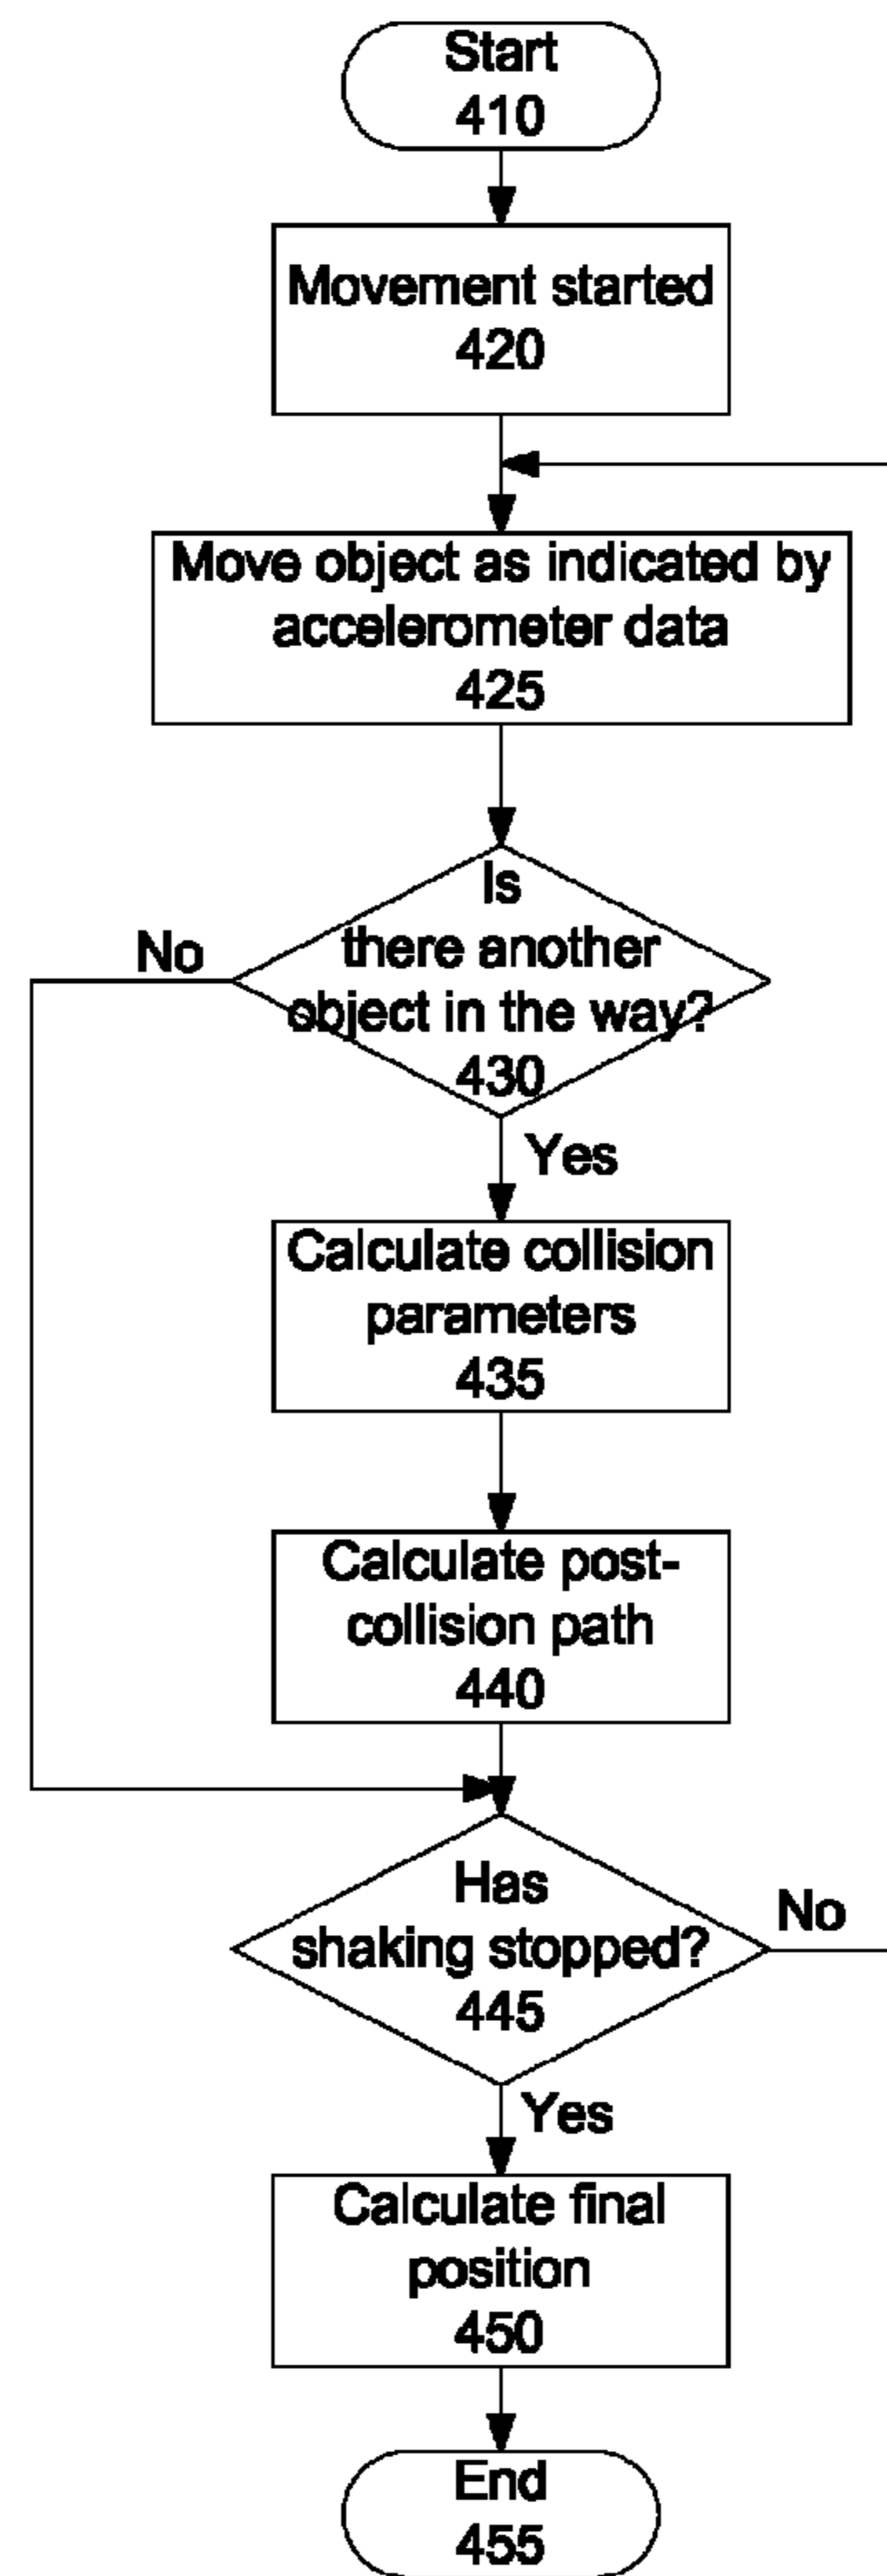 Start
410
Movement started
420
Move object as indicated by
accelerometer data
425
Is
there another
object in the way?
430
No
Yes
Calculate collision
parameters
435
Calculate post-
collision path
440
Has
shaking stopped?
445
No
Yes
Calculate final
position
450
End
455